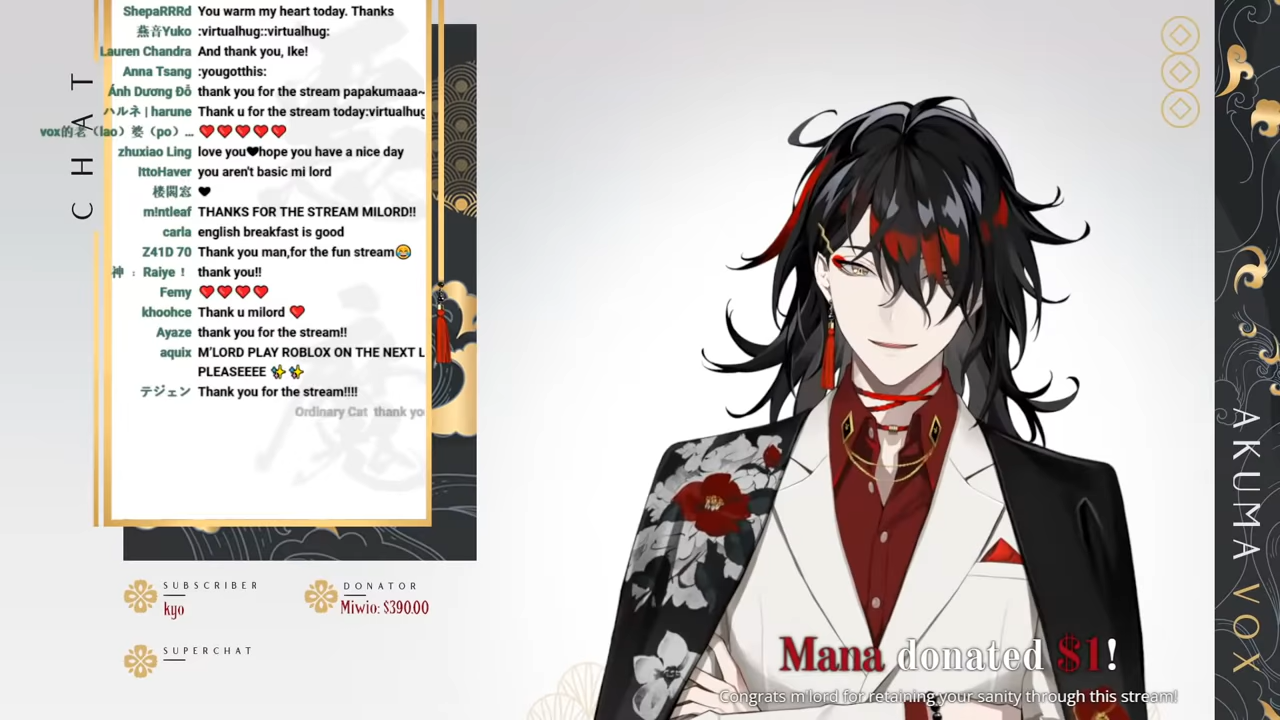 CHAT
ShepaRRRd You warm my heart today. Thanks
燕音Yuko :virtualhug::virtualhug:
Lauren Chandra And thank you, Ike!
Anna Tsang :yougotthis:
Ánh Dương Đỗ thank you for the stream papakumaaa~
ハルネ | harune Thank u for the stream today:virtualhug
vox的老（lao）婆（po）... ❤❤❤❤❤
zhuxiao Ling love you🖤hope you have a nice day
IttoHaver you aren't basic mi lord
🖤
m!ntleaf THANKS FOR THE STREAM MILORD!!
carla english breakfast is good
Z41D 70 Thank you man,for the fun stream😂
神 : Raiye ! thank you!!
Femy ❤❤❤❤
khoohce Thank u milord ❤
Ayaze thank you for the stream!!
aquix M'LORD PLAY ROBLOX ON THE NEXT L
PLEASEEEE ✨✨
テジェン Thank you for the stream!!!!
Ordinary Cat thank yo
SUBSCRIBER
kyo
DONATOR
Miwio: $390.00
SUPERCHAT
Mana donated $1!
Congrats m'lord for retaining your sanity through this stream!
AKUMA VOX